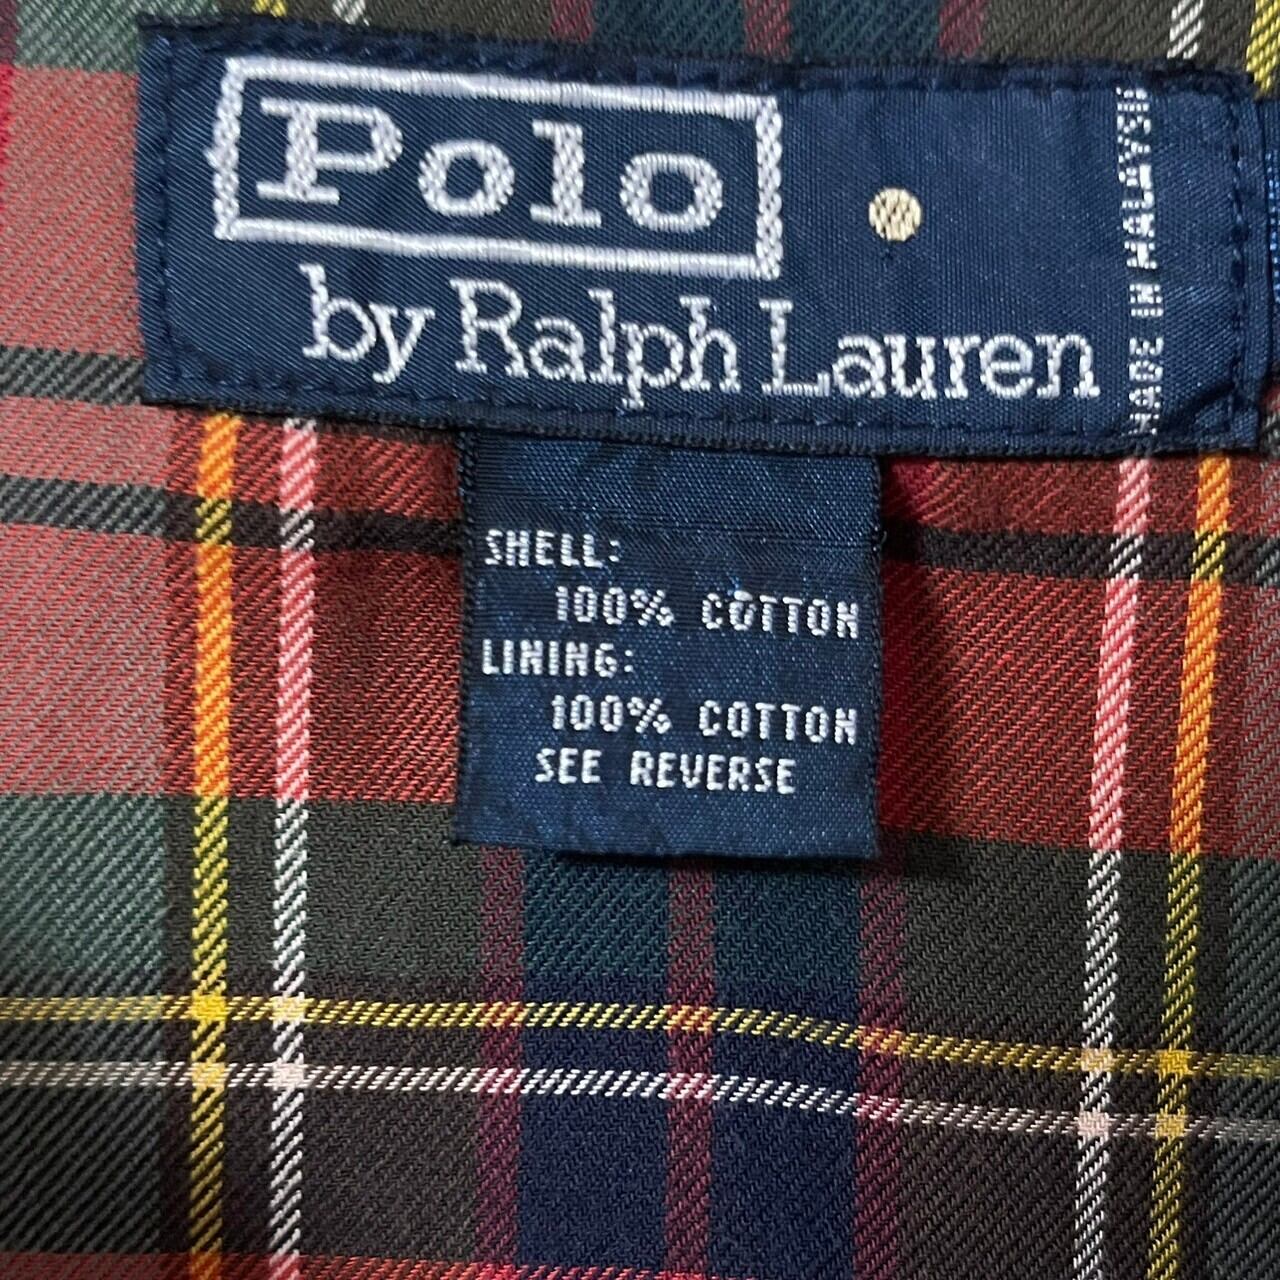 Polo
by Ralph Lauren
MADE IN MALAYSIA
SHELL:
100% COTTON
LINING:
100% COTTON
SEE REVERSE